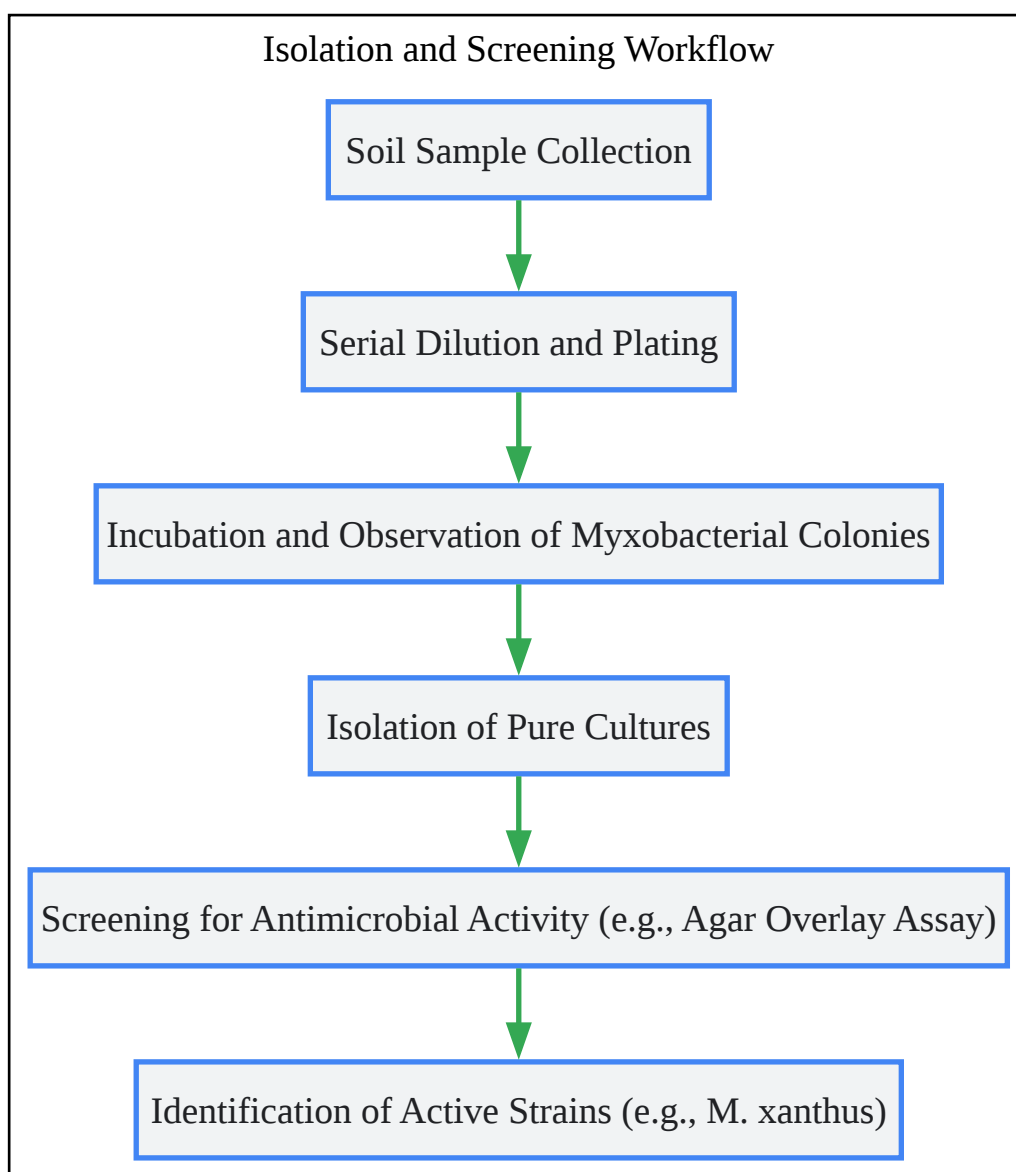 Isolation and Screening Workflow
Soil Sample Collection
Serial Dilution and Plating
Incubation and Observation of Myxobacterial Colonies
Isolation of Pure Cultures
Screening for Antimicrobial Activity (e.g., Agar Overlay Assay)
Identification of Active Strains (e.g., M. xanthus)